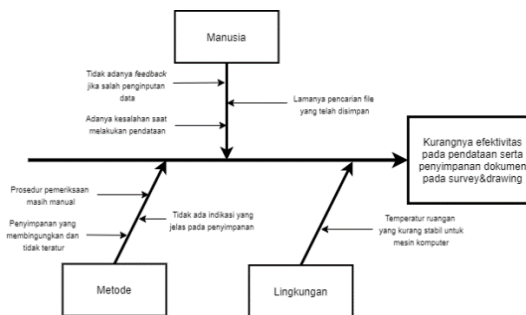 Manusia
Tidak adanya feedback
jika salah penginputan
data
Lamanya pencarian file
yang telah disimpan
Adanya kesalahan saat
melakukan pendataan
Kurangnya efektivitas
pada pendataan serta
penyimpanan dokumen
pada survey&drawing
Prosedur pemeriksaan
masih manual
Tidak ada indikasi yang
jelas pada penyimpanan
Penyimpanan yang
membingungkan dan
tidak teratur
Temperatur ruangan
yang kurang stabil untuk
mesin komputer
Metode
Lingkungan